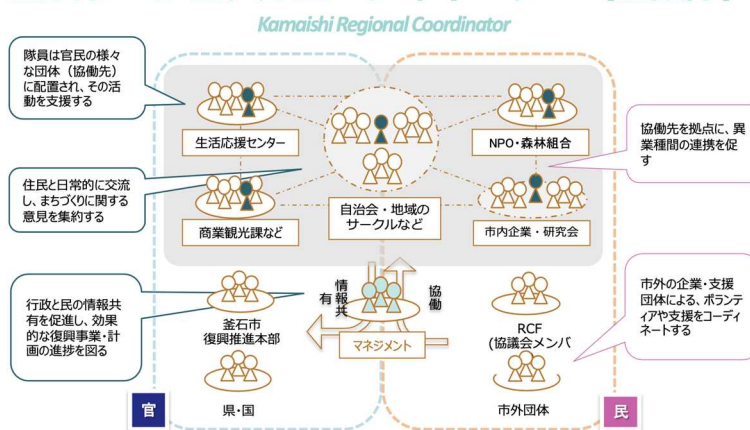 Kamaishi Regional Coordinator
隊員は官民の様々
な団体（協働先）
に配置され、その活
動を支援する
生活応援センター
NPO・森林組合
協働先を拠点に、異
業種間の連携を促
す
住民と日常的に交流
し、まちづくりに関する
意見を集約する
商業観光課など
自治会・地域の
サークルなど
市内企業・研究会
行政と民の情報共
有を促進し、効果
的な復興事業・計
画の進捗を図る
釜石市
復興推進本部
情報共
有
協働
マネジメント
RCF
(協議会メンバ
市外の企業・支援
団体による、ボランテ
ィアや支援をコーディ
ネートする
官
県・国
市外団体
民